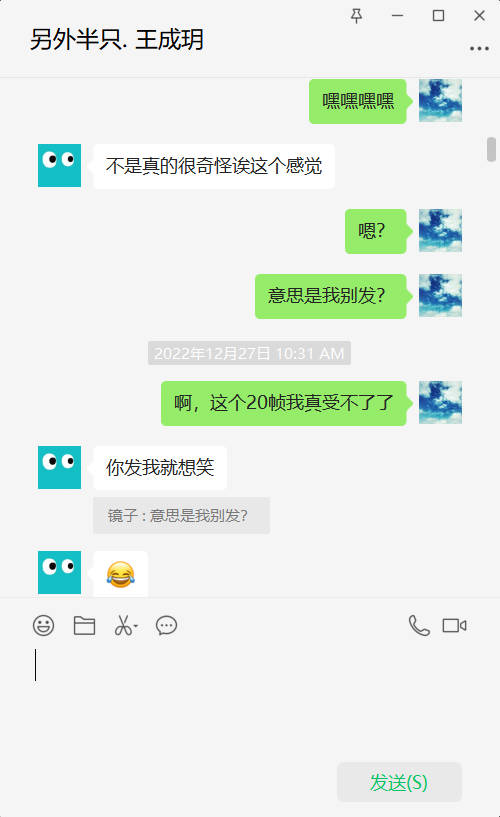 另外半只. 王成玥
嘿嘿嘿嘿
不是真的很奇怪诶这个感觉
嗯?
意思是我别发?
2022年12月27日 10:31 AM
啊，这个20帧我真受不了了
你发我就想笑
镜子 : 意思是我别发?
😂
发送(S)